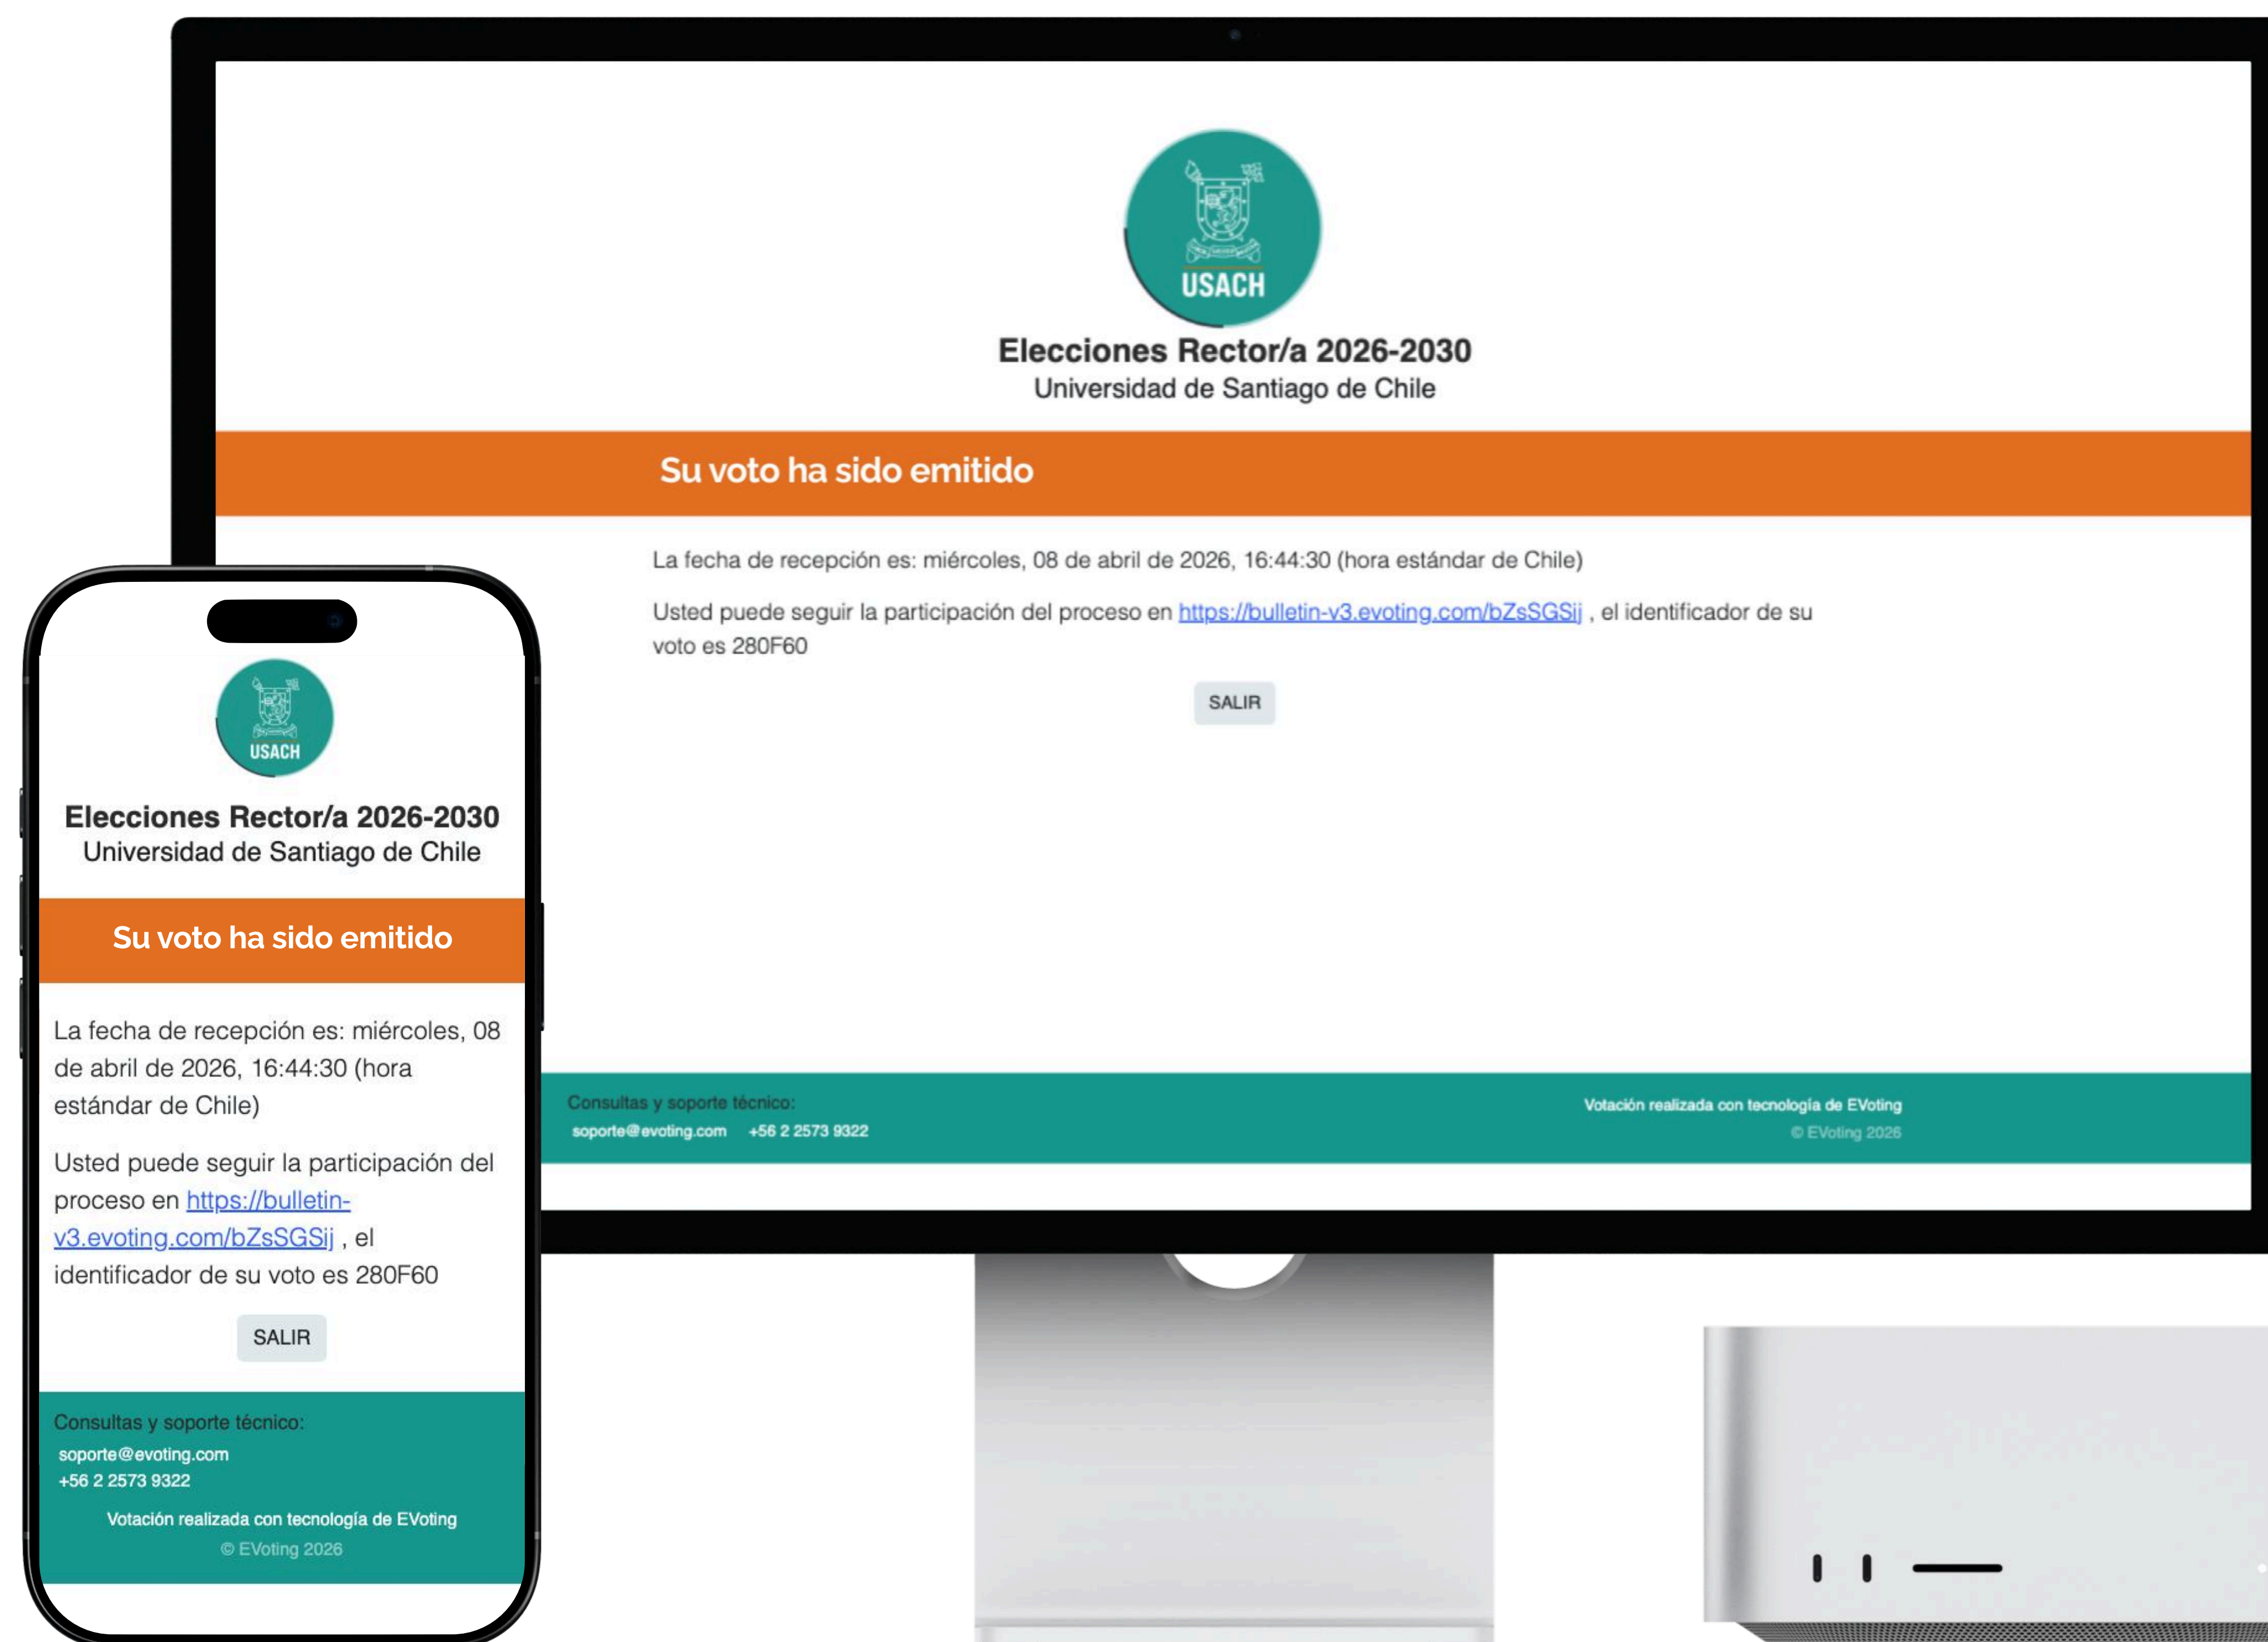 USACH
Elecciones Rector/a 2026-2030
Universidad de Santiago de Chile
Su voto ha sido emitido
La fecha de recepción es: miércoles, 08 de abril de 2026, 16:44:30 (hora estándar de Chile)
Usted puede seguir la participación del proceso en https://bulletin-v3.evoting.com/bZsSGSij , el identificador de su
voto es 280F60
SALIR
Consultas y soporte técnico:
soporte@evoting.com +56 2 2573 9322
Votación realizada con tecnología de EVoting
© EVoting 2026
USACH
Elecciones Rector/a 2026-2030
Universidad de Santiago de Chile
Su voto ha sido emitido
La fecha de recepción es: miércoles, 08
de abril de 2026, 16:44:30 (hora
estándar de Chile)
Usted puede seguir la participación del
proceso en https://bulletin-
v3.evoting.com/bZsSGSij , el
identificador de su voto es 280F60
SALIR
Consultas y soporte técnico:
soporte@evoting.com
+56 2 2573 9322
Votación realizada con tecnología de EVoting
© EVoting 2026